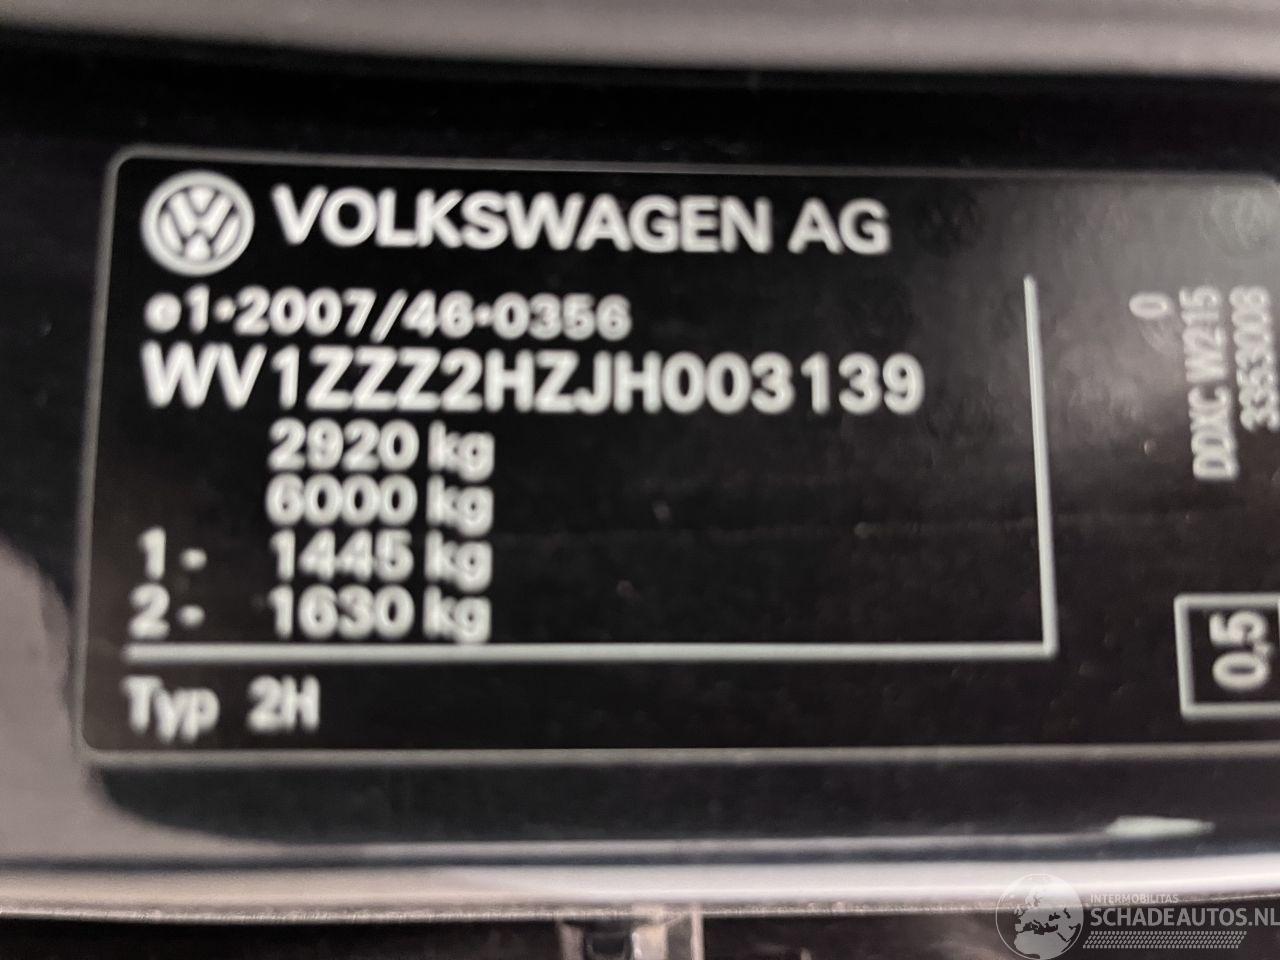 VOLKSWAGEN AG
e1*2007/46*0356
WV1ZZZ2HZJH003139
2920 kg
6000 kg
1 - 1445 kg
2 - 1630 kg
Typ 2H
0
DDXC W215
3353008
0,5
INTERMOBILITAS
SCHADEAUTOS.NL